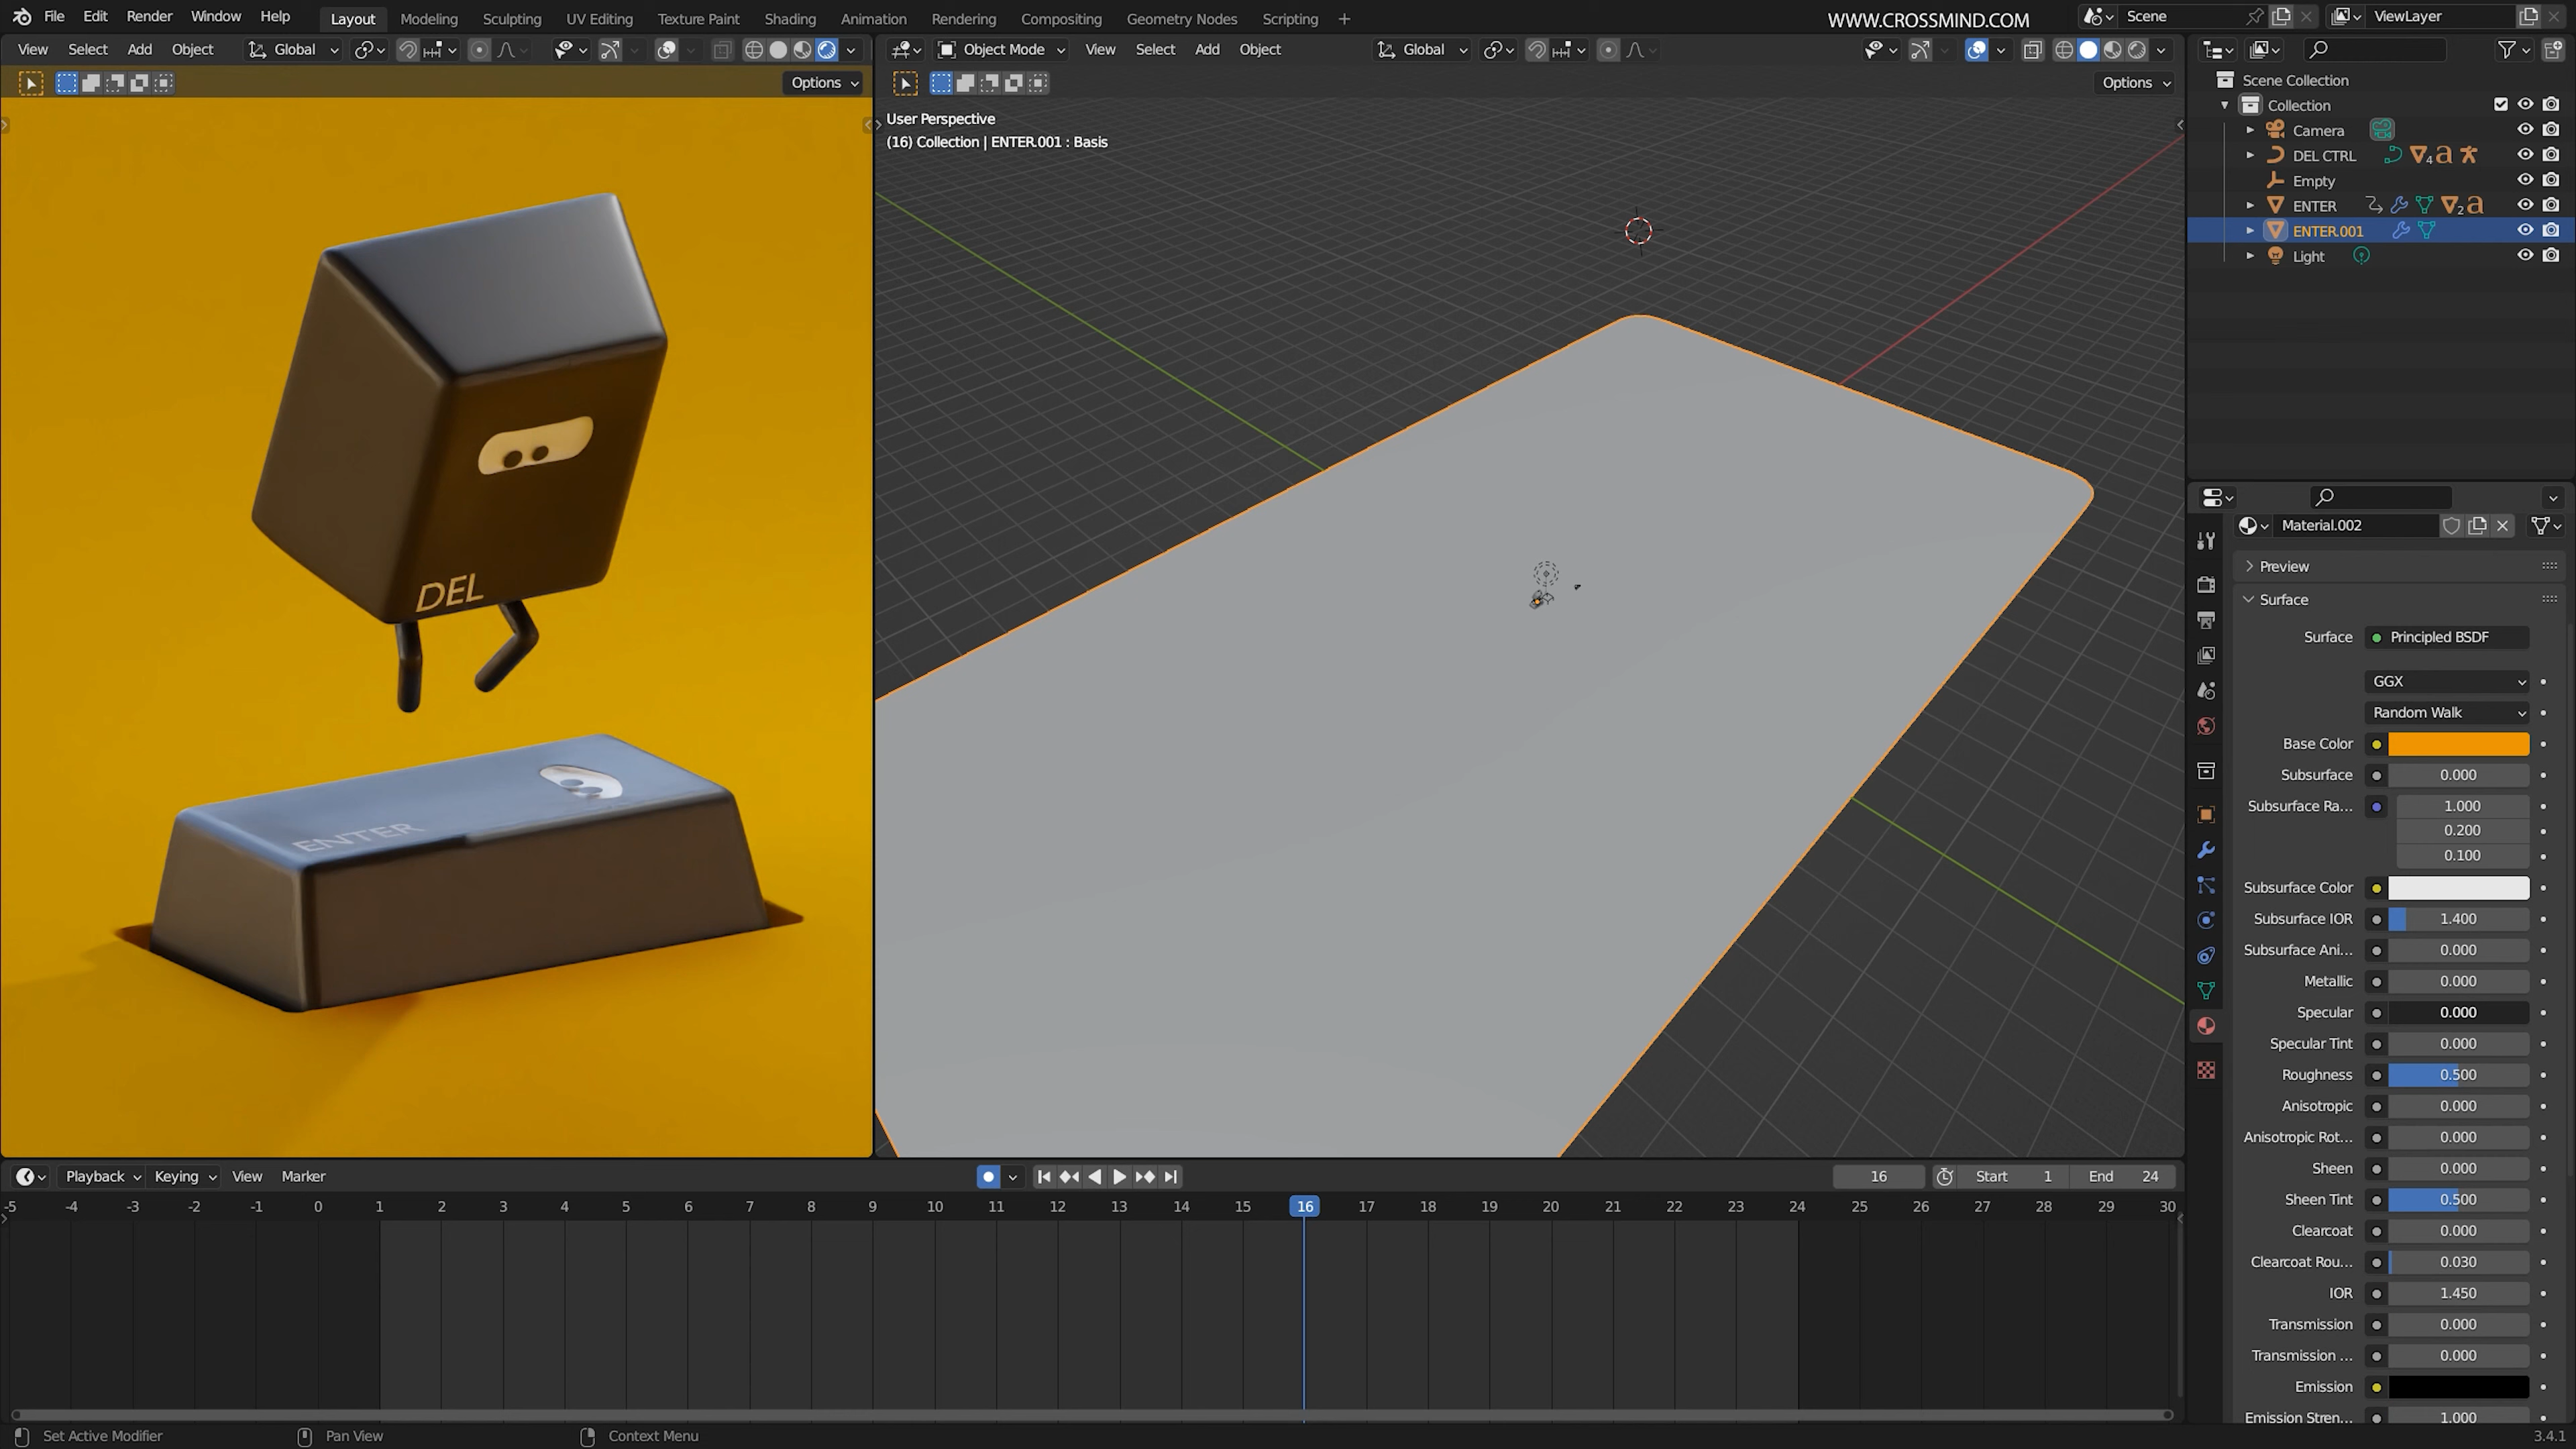 File Edit Render Window Help Layout Modeling Sculpting UV Editing Texture Paint Shading Animation Rendering Compositing Geometry Nodes Scripting + WWW.CROSSMIND.COM Scene ViewLayer
View Select Add Object Global Object Mode View Select Add Object Global
Options Options
User Perspective
(16) Collection | ENTER.001 : Basis
Scene Collection
Collection
Camera
DEL CTRL 4
Empty
ENTER 2
ENTER.001
Light
DEL
ENTER
Material.002
Preview
Surface
Surface Principled BSDF
GGX
Random Walk
Base Color
Subsurface 0.000
Subsurface Ra... 1.000
0.200
0.100
Subsurface Color
Subsurface IOR 1.400
Subsurface Ani... 0.000
Metallic 0.000
Specular 0.000
Specular Tint 0.000
Roughness 0.500
Anisotropic 0.000
Anisotropic Rot... 0.000
Sheen 0.000
Sheen Tint 0.500
Clearcoat 0.000
Clearcoat Rou... 0.030
IOR 1.450
Transmission 0.000
Transmission ... 0.000
Emission
Emission Stren... 1.000
Playback Keying View Marker 16 Start 1 End 24
-5 -4 -3 -2 -1 0 1 2 3 4 5 6 7 8 9 10 11 12 13 14 15 16 17 18 19 20 21 22 23 24 25 26 27 28 29 30
Set Active Modifier Pan View Context Menu 3.4.1